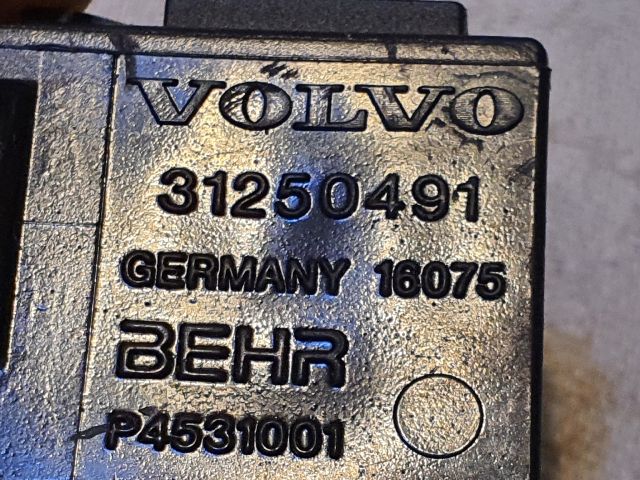 VOLVO
31250491
GERMANY 16075
BEHR
P4531001